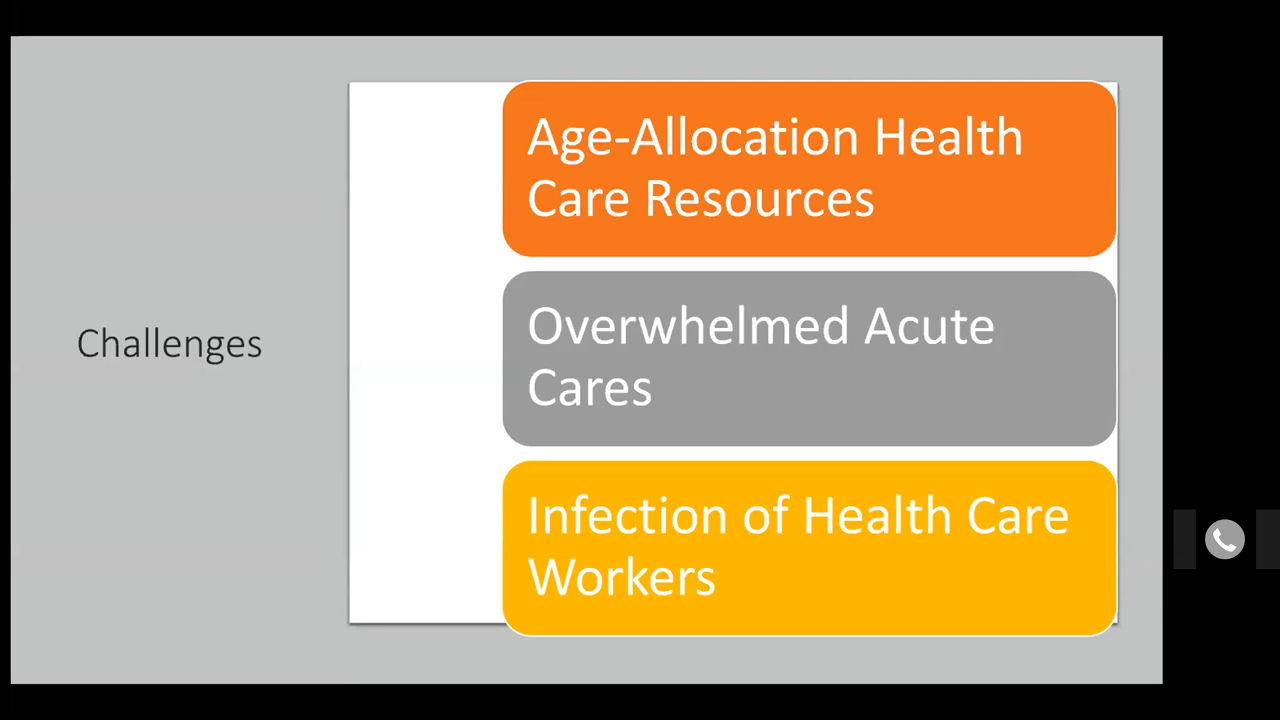 Challenges
Age-Allocation Health
Care Resources
Overwhelmed Acute
Cares
Infection of Health Care
Workers